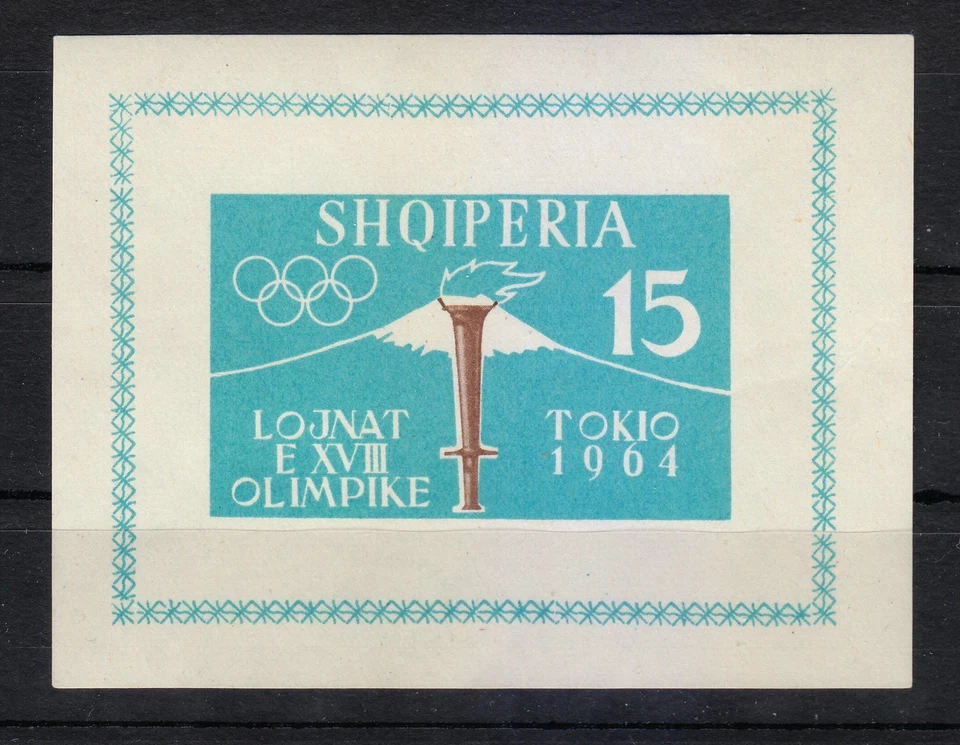 SHQIPERIA
15
LOJNAT
E XVIII
OLIMPIKE
TOKIO
1964